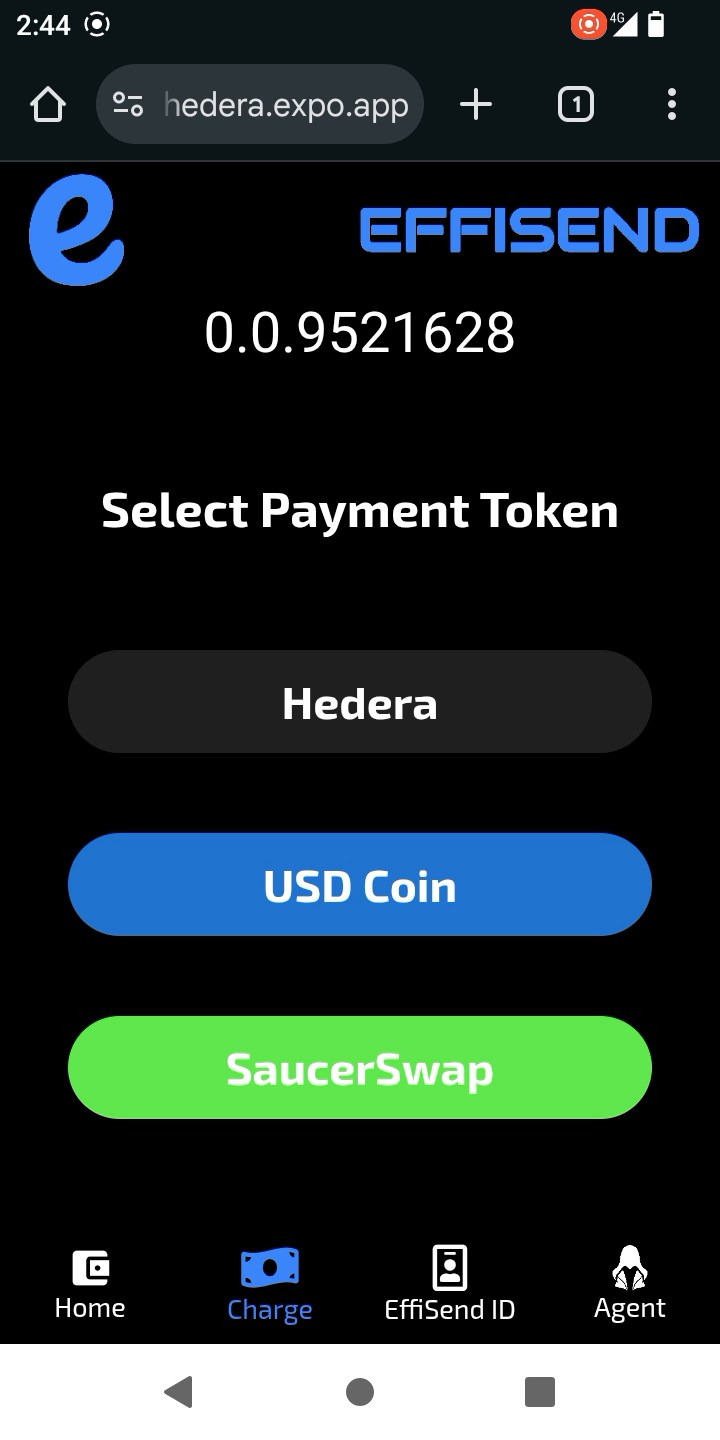 2:44
4G
hedera.expo.app
1
e
EFFISEND
0.0.9521628
Select Payment Token
Hedera
USD Coin
SaucerSwap
Home
Charge
EffiSend ID
Agent